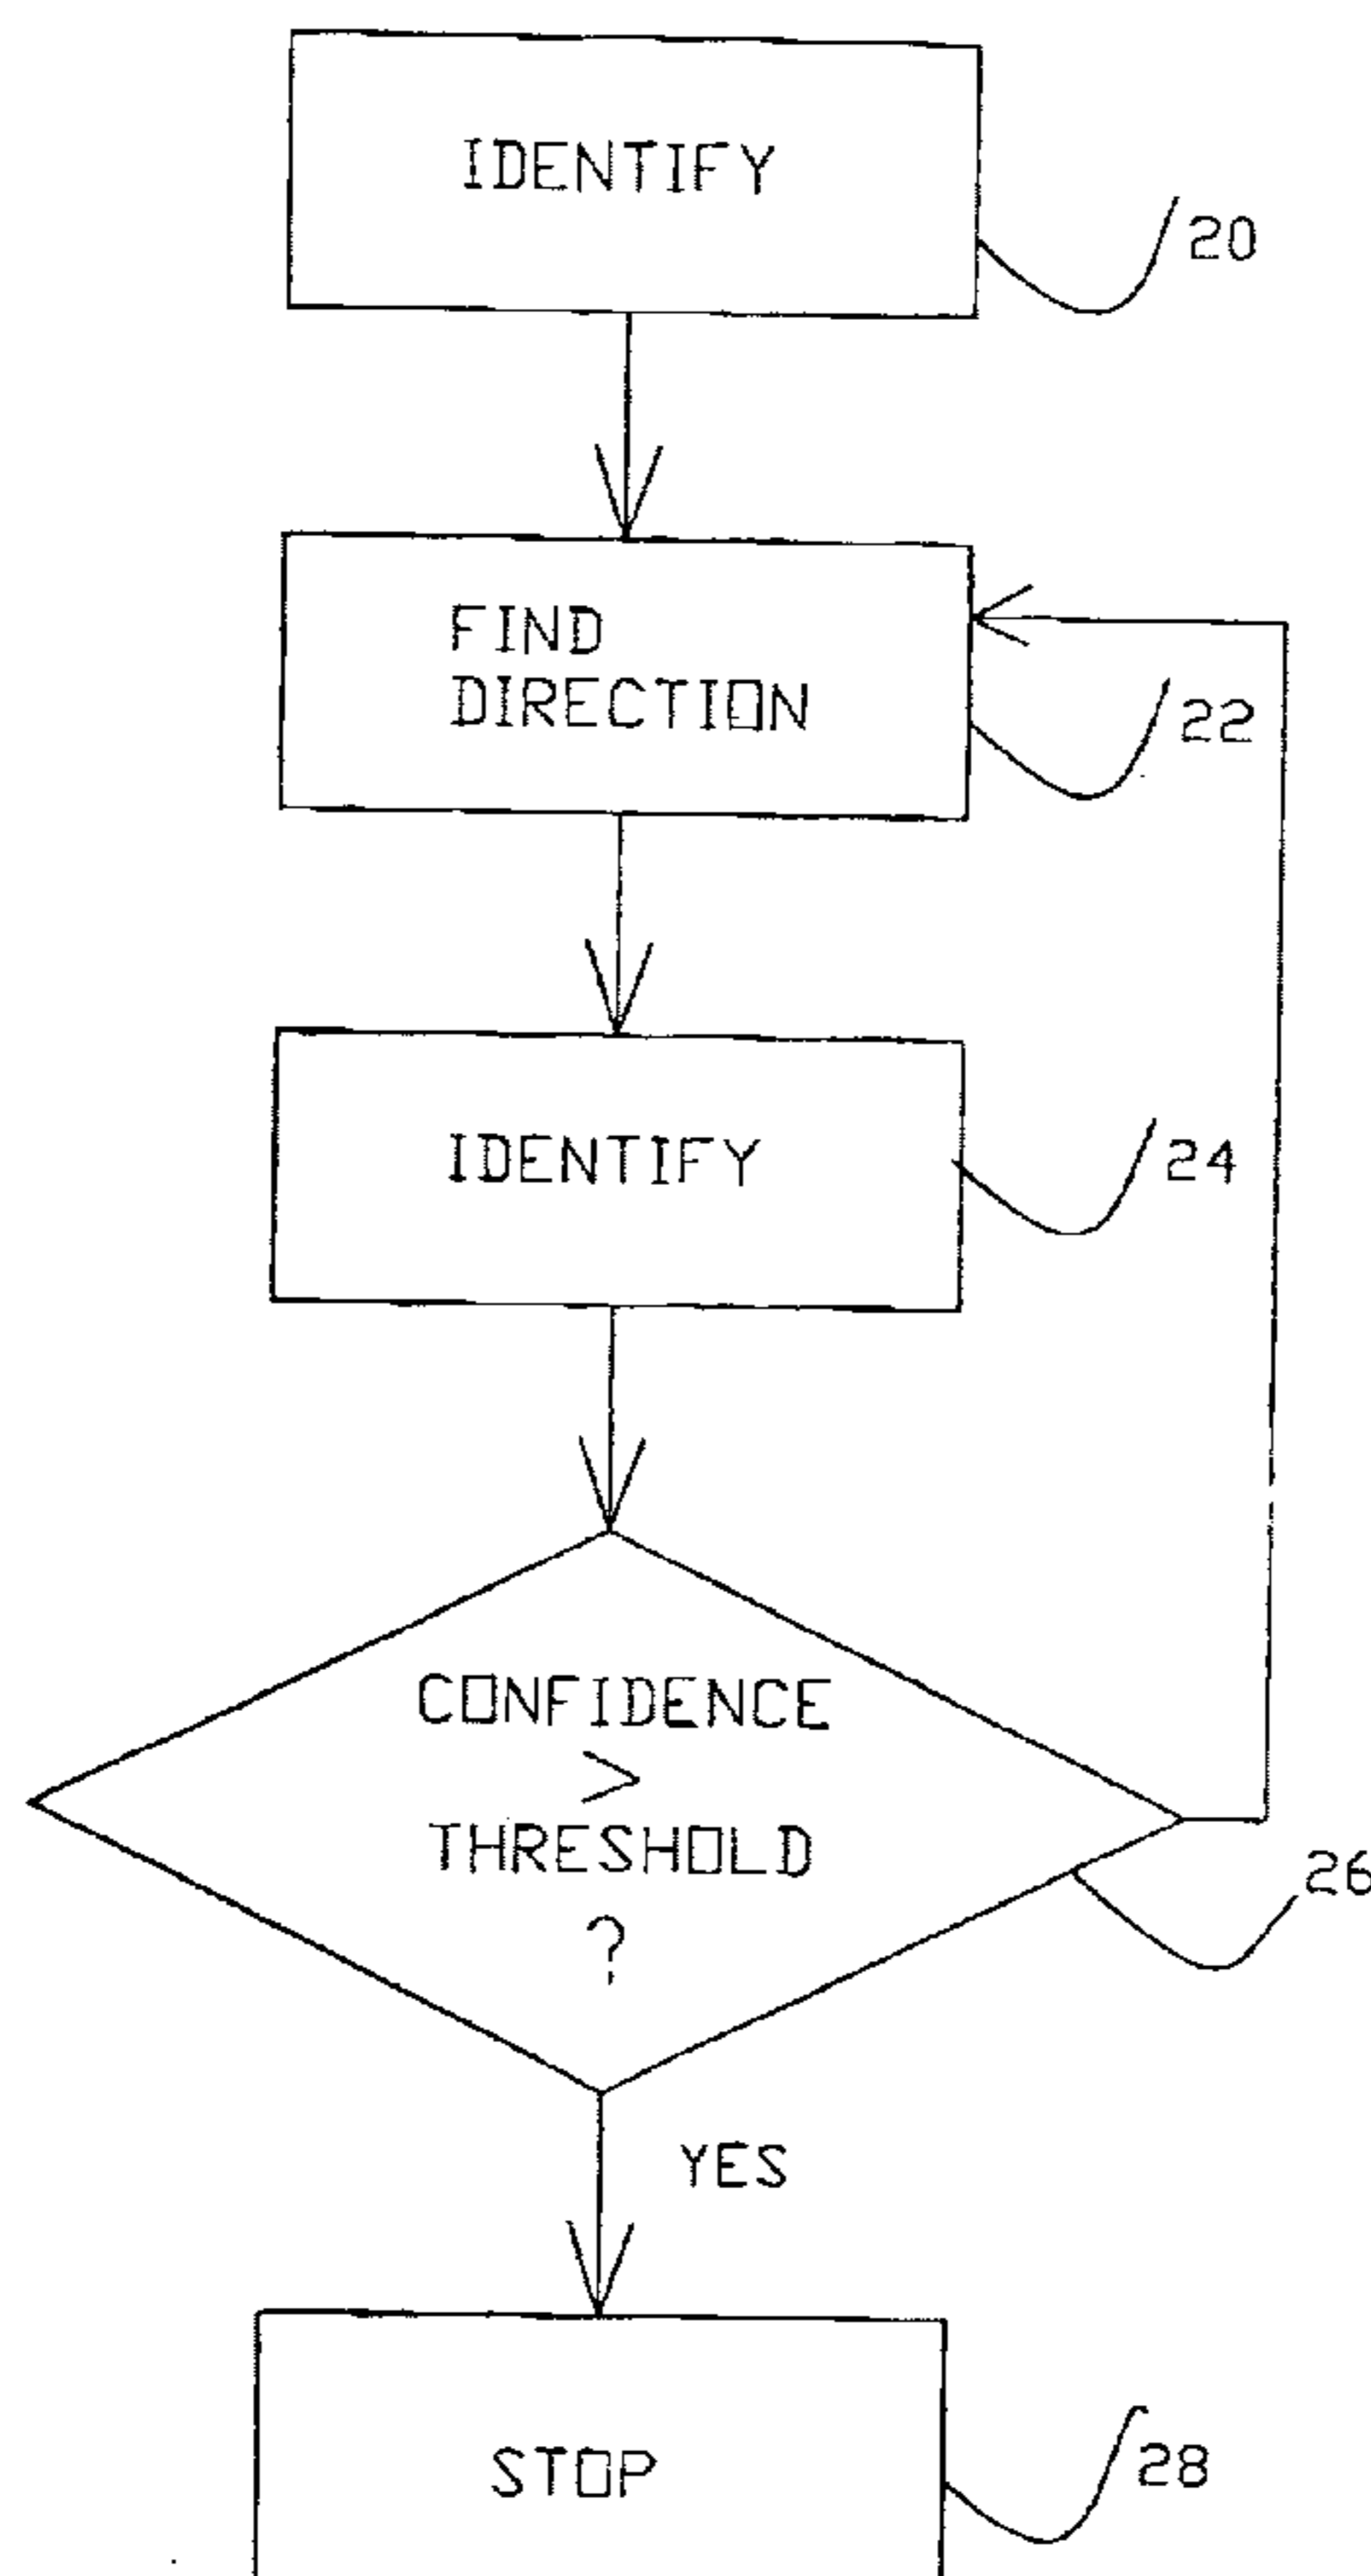 IDENTIFY
20
FIND
DIRECTION
22
IDENTIFY
24
CONFIDENCE
>
THRESHOLD
?
26
YES
STOP
28